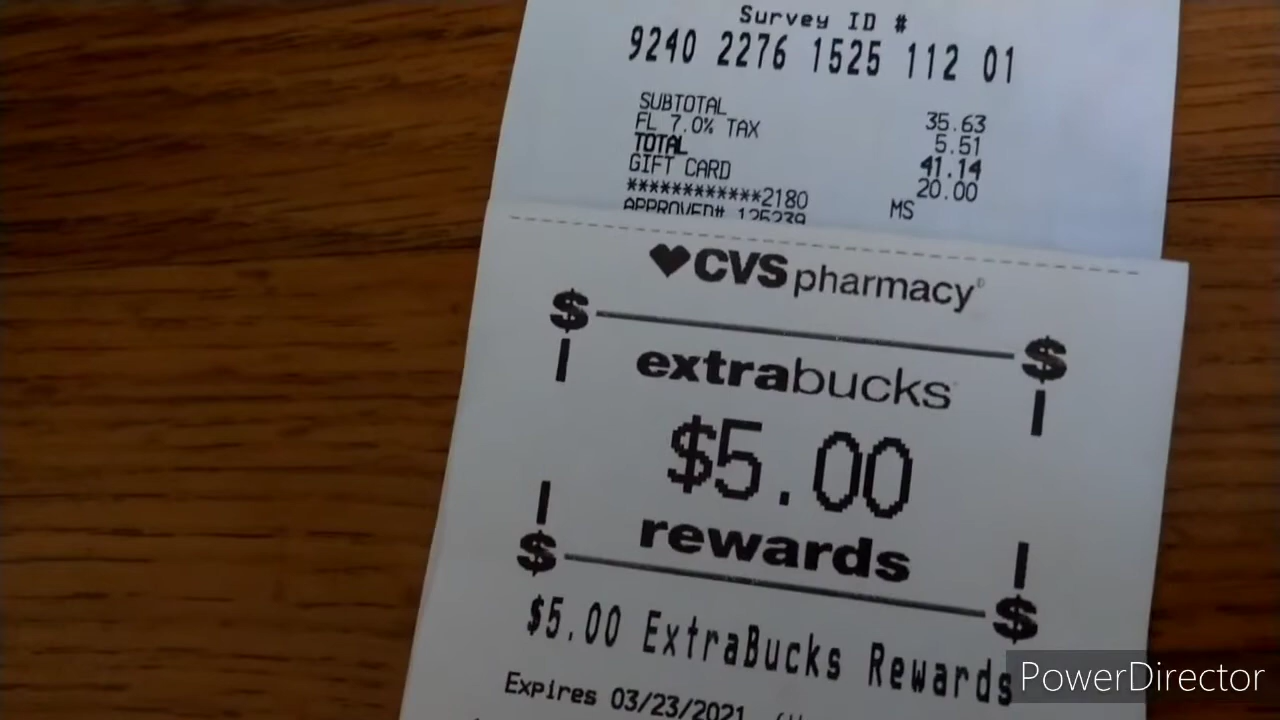 Survey ID #
9240 2276 1525 112 01
SUBTOTAL 35.63
FL 7.0% TAX 5.51
TOTAL 41.14
GIFT CARD 20.00
************2180 MS
APPROVED# 125239
CVS pharmacy®
$ $
extrabucks
$5.00
rewards
$ $
$5.00 ExtraBucks Rewards
Expires 03/23/2021
PowerDirector